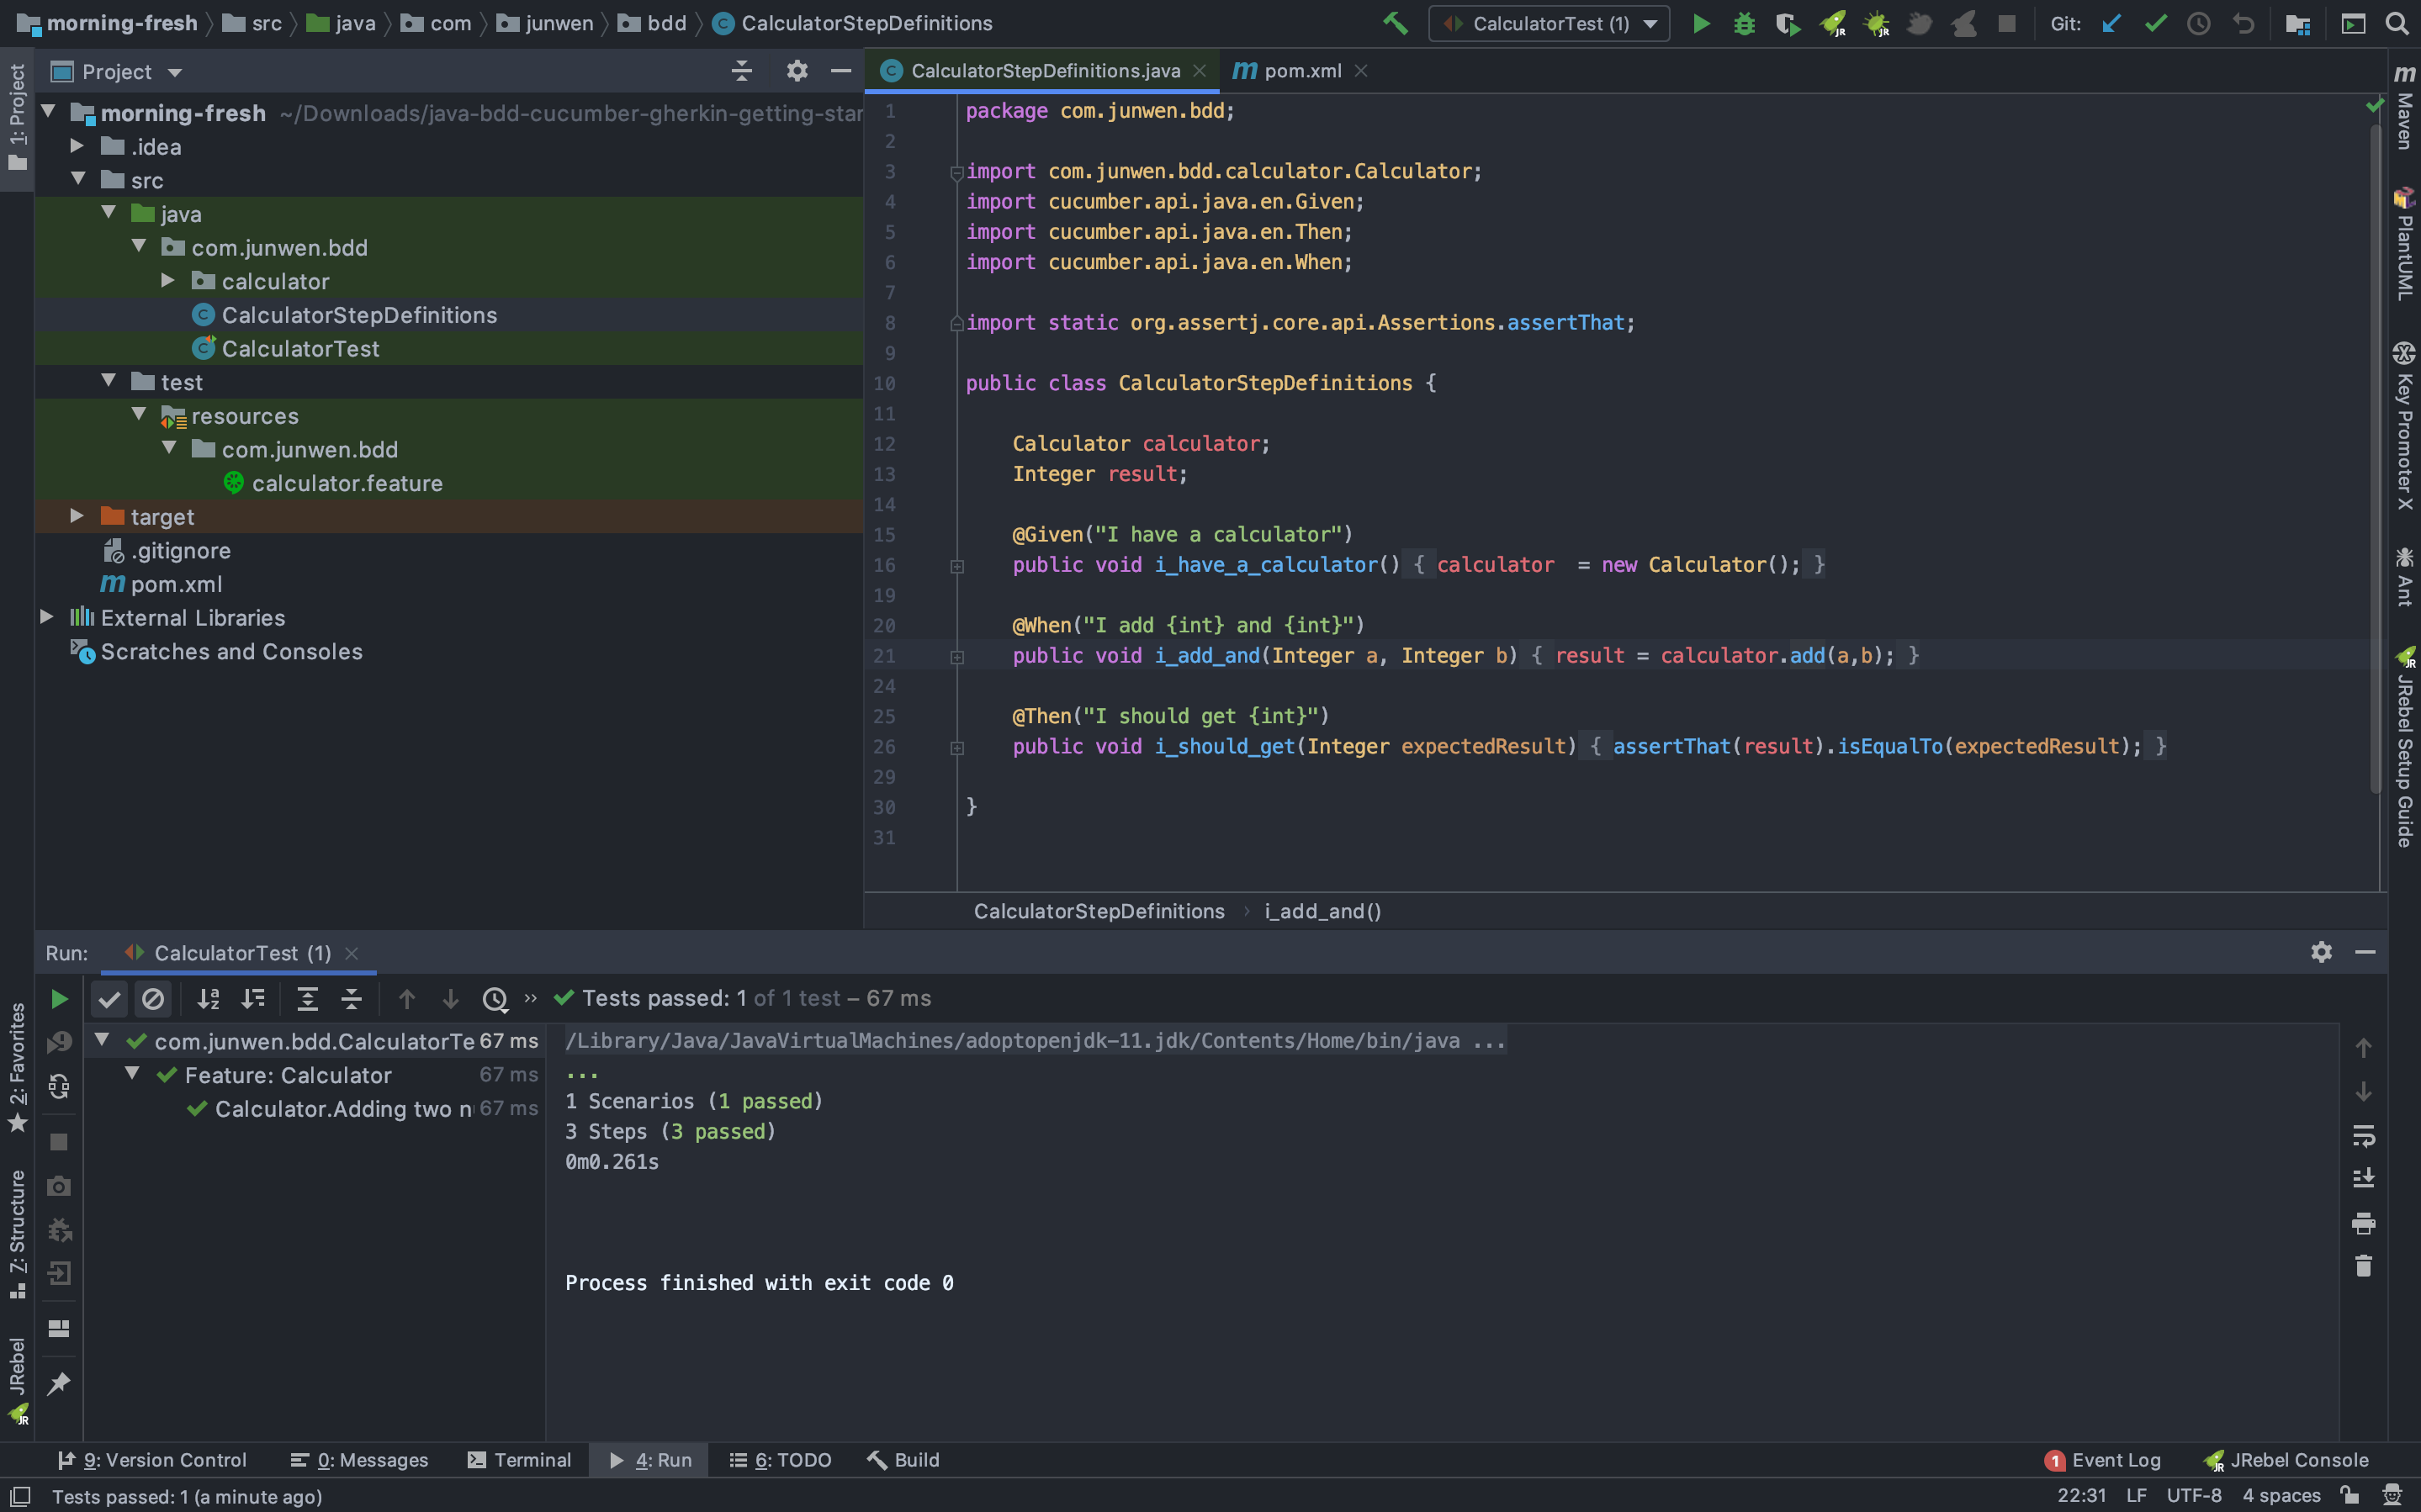 morning-fresh src java com junwen bdd CalculatorStepDefinitions
CalculatorTest (1)
Git:
1: Project
Project
morning-fresh ~/Downloads/java-bdd-cucumber-gherkin-getting-star
.idea
src
java
com.junwen.bdd
calculator
CalculatorStepDefinitions
CalculatorTest
test
resources
com.junwen.bdd
calculator.feature
target
.gitignore
pom.xml
External Libraries
Scratches and Consoles
CalculatorStepDefinitions.java
pom.xml
1 package com.junwen.bdd;
2
3 import com.junwen.bdd.calculator.Calculator;
4 import cucumber.api.java.en.Given;
5 import cucumber.api.java.en.Then;
6 import cucumber.api.java.en.When;
7
8 import static org.assertj.core.api.Assertions.assertThat;
9
10 public class CalculatorStepDefinitions {
11
12 Calculator calculator;
13 Integer result;
14
15 @Given("I have a calculator")
16 public void i_have_a_calculator() { calculator  = new Calculator(); }
19
20 @When("I add {int} and {int}")
21 public void i_add_and(Integer a, Integer b) { result = calculator.add(a,b); }
24
25 @Then("I should get {int}")
26 public void i_should_get(Integer expectedResult) { assertThat(result).isEqualTo(expectedResult); }
29
30 }
31
CalculatorStepDefinitions i_add_and()
Maven
PlantUML
Key Promoter X
Ant
JRebel Setup Guide
Run: CalculatorTest (1)
Tests passed: 1 of 1 test – 67 ms
com.junwen.bdd.CalculatorTe 67 ms
Feature: Calculator 67 ms
Calculator.Adding two n 67 ms
/Library/Java/JavaVirtualMachines/adoptopenjdk-11.jdk/Contents/Home/bin/java ...
...
1 Scenarios (1 passed)
3 Steps (3 passed)
0m0.261s
Process finished with exit code 0
2: Favorites
7: Structure
JRebel
9: Version Control 0: Messages Terminal 4: Run 6: TODO Build
1 Event Log JRebel Console
Tests passed: 1 (a minute ago)
22:31 LF UTF-8 4 spaces